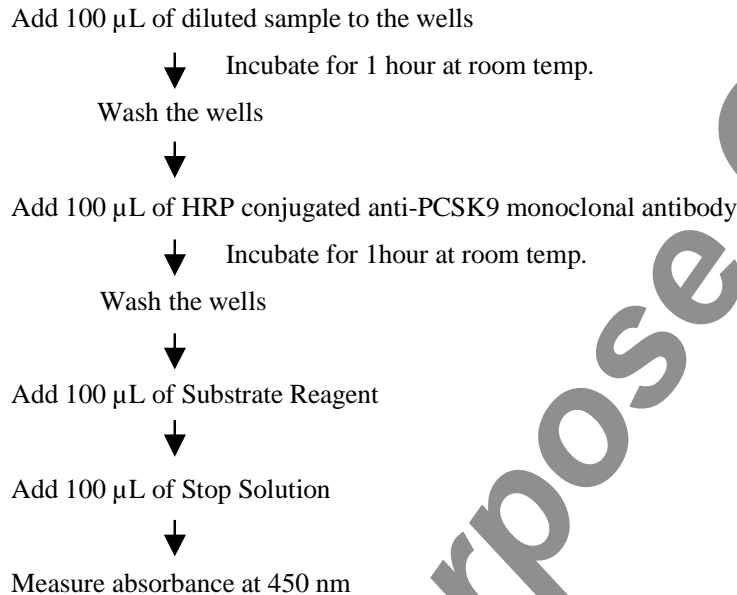 Add 100 µL of diluted sample to the wells
Incubate for 1 hour at room temp.
Wash the wells
Add 100 µL of HRP conjugated anti-PCSK9 monoclonal antibody
Incubate for 1hour at room temp.
Wash the wells
Add 100 µL of Substrate Reagent
Add 100 µL of Stop Solution
Measure absorbance at 450 nm